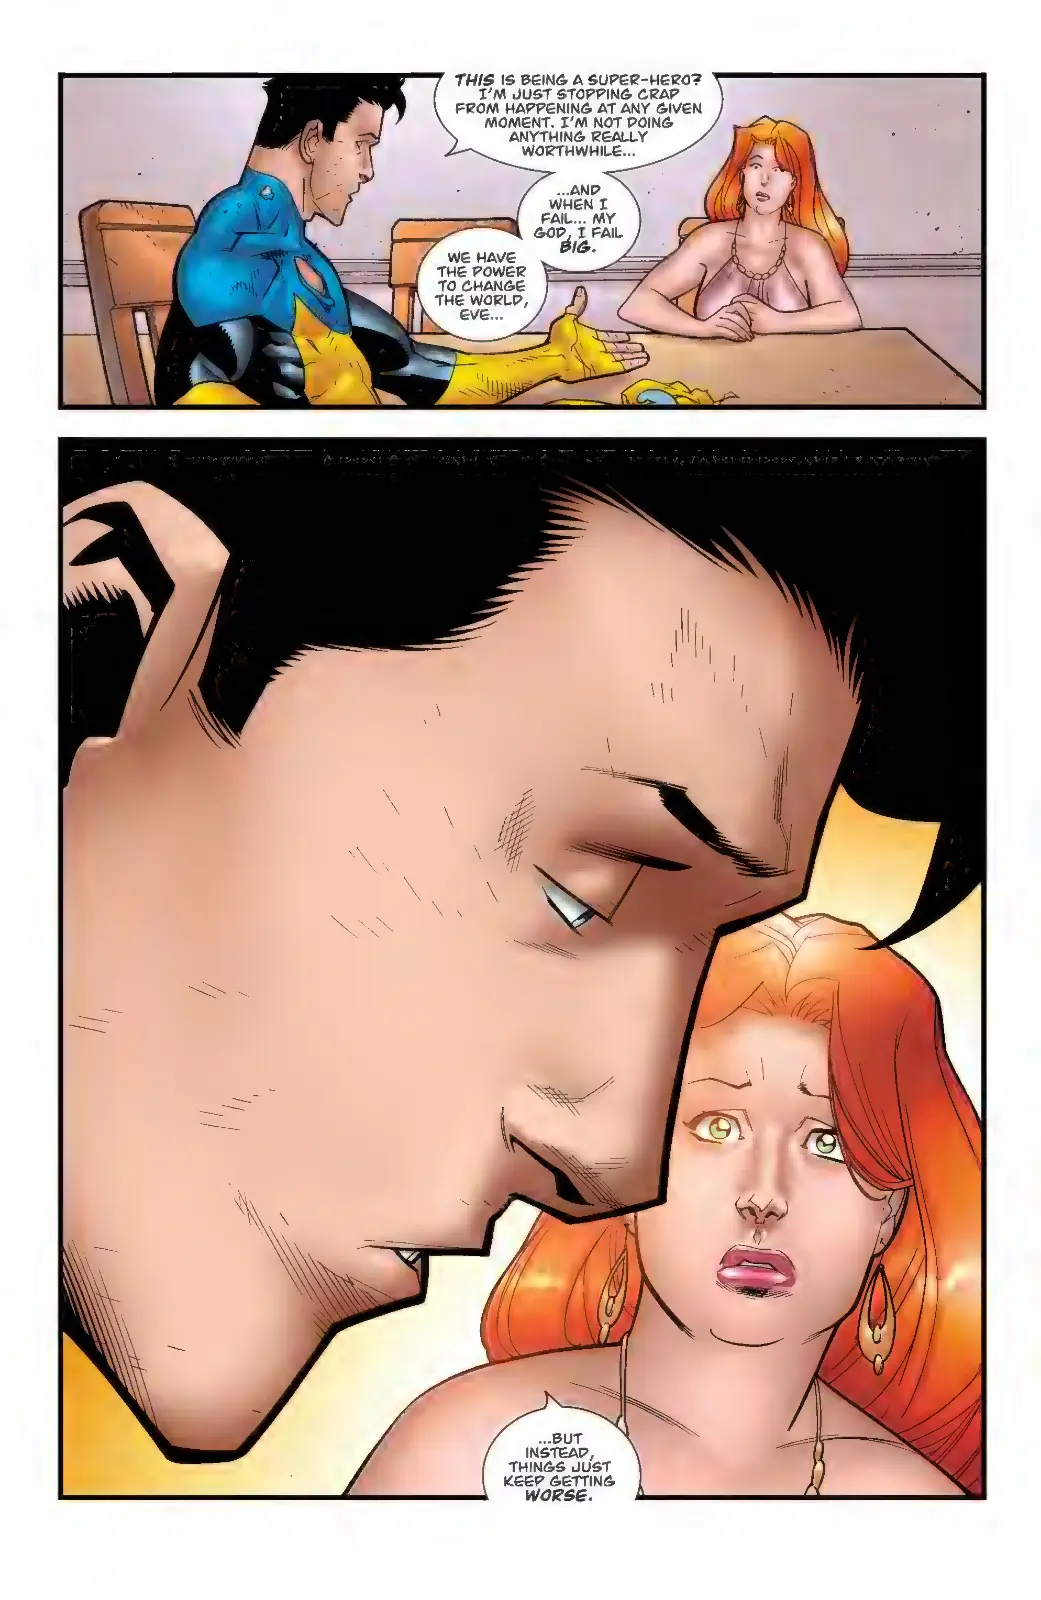 THIS IS BEING A SUPER-HERO?
I'M JUST STOPPING CRAP
FROM HAPPENING AT ANY GIVEN
MOMENT. I'M NOT DOING
ANYTHING REALLY
WORTHWHILE...
...AND
WHEN I
FAIL... MY
GOD, I FAIL
BIG.
WE HAVE
THE POWER
TO CHANGE
THE WORLD,
EVE...
...BUT
INSTEAD,
THINGS JUST
KEEP GETTING
WORSE.